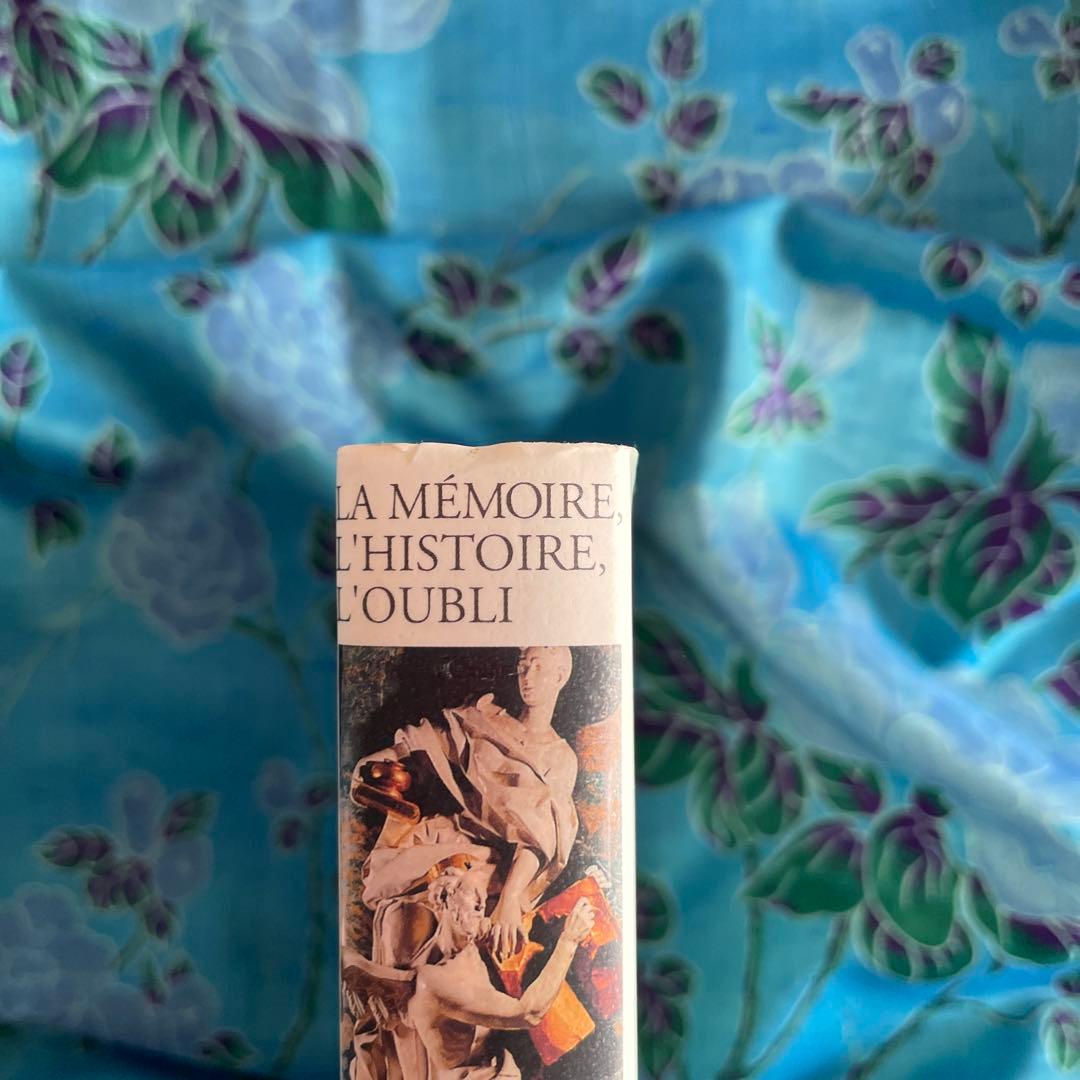 LA MÉMOIRE,
L'HISTOIRE,
L'OUBLI